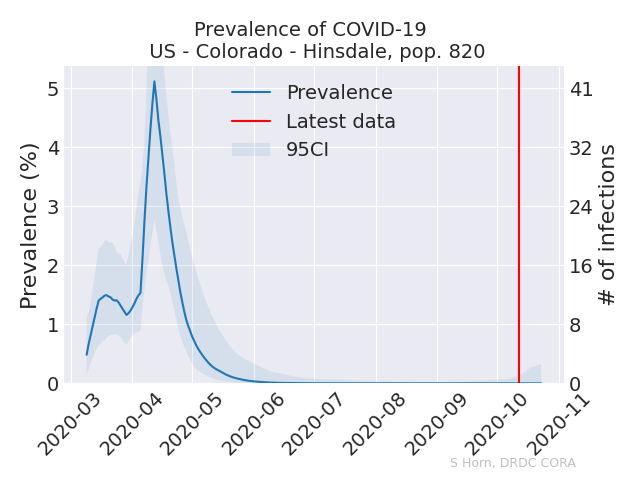 Prevalence of COVID-19
US - Colorado - Hinsdale, pop. 820
Prevalence
Latest data
95CI
Prevalence (%)
5
4
3
2
1
0
41
32
24
16
8
0
# of infections
2020-03
2020-04
2020-05
2020-06
2020-07
2020-08
2020-09
2020-10
2020-11
S Horn, DRDC CORA